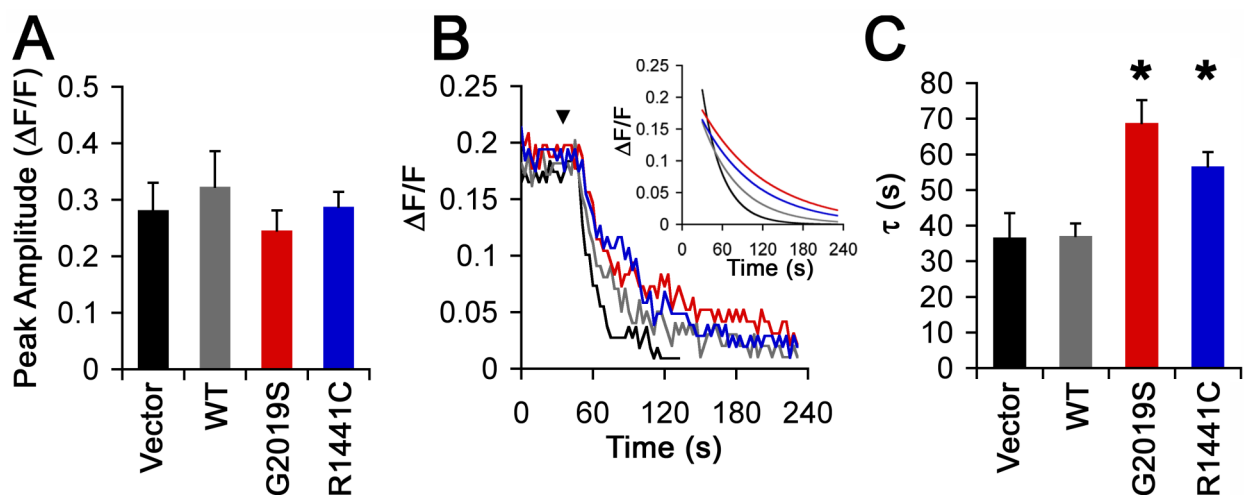 A
Peak Amplitude (ΔF/F)
0.5
0.4
0.3
0.2
0.1
0
Vector
WT
G2019S
R1441C
B
ΔF/F
0.25
0.2
0.15
0.1
0.05
0
0
60
120
180
240
Time (s)
ΔF/F
0.25
0.2
0.15
0.1
0.05
0
0
60
120
180
240
Time (s)
C
τ (s)
80
70
60
50
40
30
20
10
0
*
*
Vector
WT
G2019S
R1441C